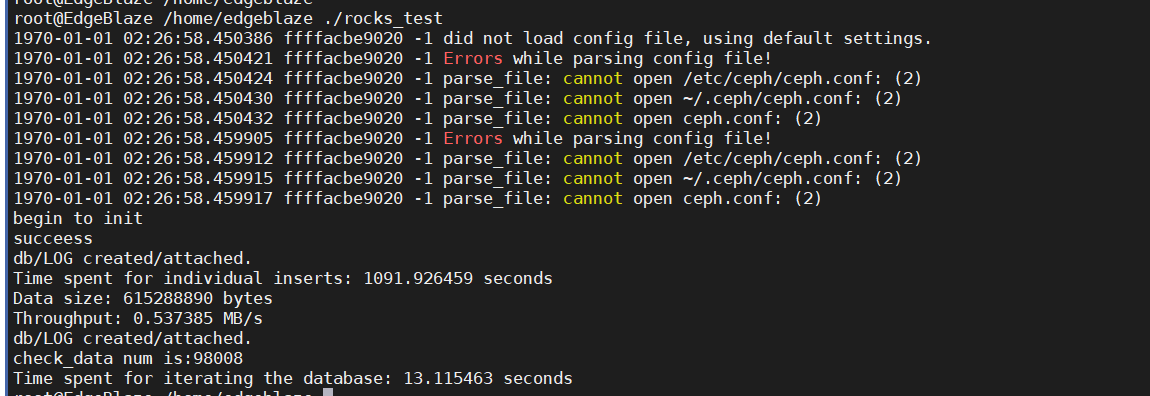 root@EdgeBlaze /home/edgeblaze
root@EdgeBlaze /home/edgeblaze ./rocks_test
1970-01-01 02:26:58.450386 ffffacbe9020 -1 did not load config file, using default settings.
1970-01-01 02:26:58.450421 ffffacbe9020 -1 Errors while parsing config file!
1970-01-01 02:26:58.450424 ffffacbe9020 -1 parse_file: cannot open /etc/ceph/ceph.conf: (2)
1970-01-01 02:26:58.450430 ffffacbe9020 -1 parse_file: cannot open ~/.ceph/ceph.conf: (2)
1970-01-01 02:26:58.450432 ffffacbe9020 -1 parse_file: cannot open ceph.conf: (2)
1970-01-01 02:26:58.459905 ffffacbe9020 -1 Errors while parsing config file!
1970-01-01 02:26:58.459912 ffffacbe9020 -1 parse_file: cannot open /etc/ceph/ceph.conf: (2)
1970-01-01 02:26:58.459915 ffffacbe9020 -1 parse_file: cannot open ~/.ceph/ceph.conf: (2)
1970-01-01 02:26:58.459917 ffffacbe9020 -1 parse_file: cannot open ceph.conf: (2)
begin to init
succeess
db/LOG created/attached.
Time spent for individual inserts: 1091.926459 seconds
Data size: 615288890 bytes
Throughput: 0.537385 MB/s
db/LOG created/attached.
check_data num is:98008
Time spent for iterating the database: 13.115463 seconds
root@EdgeBlaze /home/edgeblaze